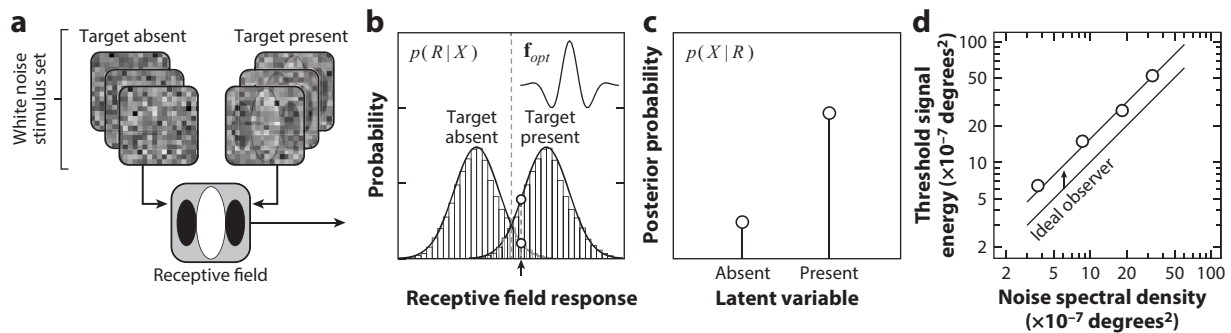 a
White noise
stimulus set
Target absent
Target present
Receptive field
b
p(R|X)
f_opt
Target
absent
Target
present
Probability
Receptive field response
c
p(X|R)
Posterior probability
Absent
Present
Latent variable
d
Threshold signal
energy (×10⁻⁷ degrees²)
100
50
20
10
5
2
Ideal observer
2
5
10
20
50
100
Noise spectral density
(×10⁻⁷ degrees²)